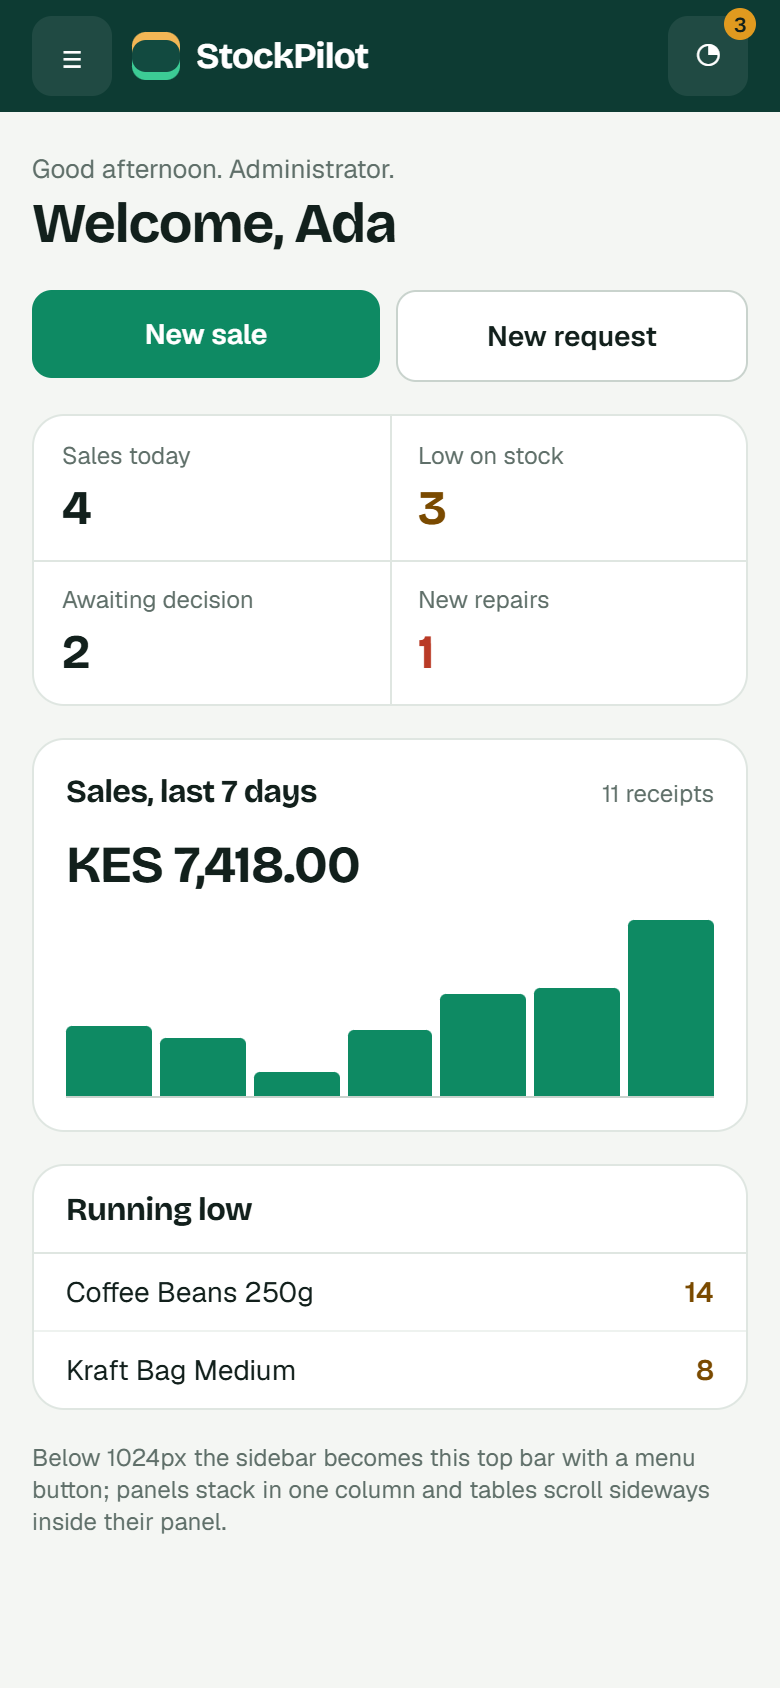 StockPilot
3
Good afternoon. Administrator.
Welcome, Ada
New sale
New request
Sales today
4
Low on stock
3
Awaiting decision
2
New repairs
1
Sales, last 7 days
11 receipts
KES 7,418.00
Running low
Coffee Beans 250g
14
Kraft Bag Medium
8
Below 1024px the sidebar becomes this top bar with a menu
button; panels stack in one column and tables scroll sideways
inside their panel.